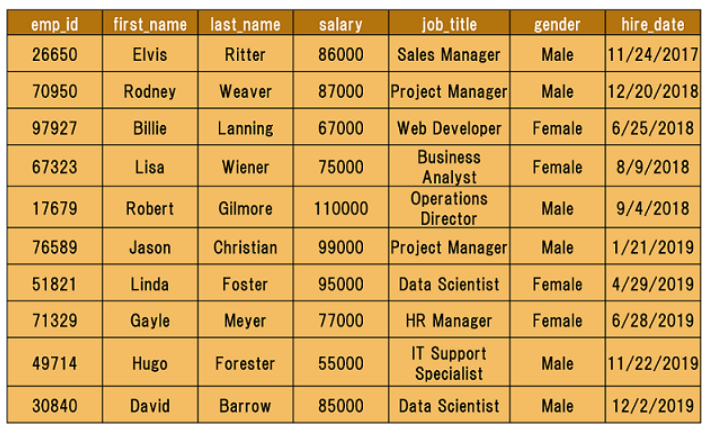 emp_id first_name last_name salary job_title gender hire_date
26650 Elvis Ritter 86000 Sales Manager Male 11/24/2017
70950 Rodney Weaver 87000 Project Manager Male 12/20/2018
97927 Billie Lanning 67000 Web Developer Female 6/25/2018
67323 Lisa Wiener 75000 Business Analyst Female 8/9/2018
17679 Robert Gilmore 110000 Operations Director Male 9/4/2018
76589 Jason Christian 99000 Project Manager Male 1/21/2019
51821 Linda Foster 95000 Data Scientist Female 4/29/2019
71329 Gayle Meyer 77000 HR Manager Female 6/28/2019
49714 Hugo Forester 55000 IT Support Specialist Male 11/22/2019
30840 David Barrow 85000 Data Scientist Male 12/2/2019